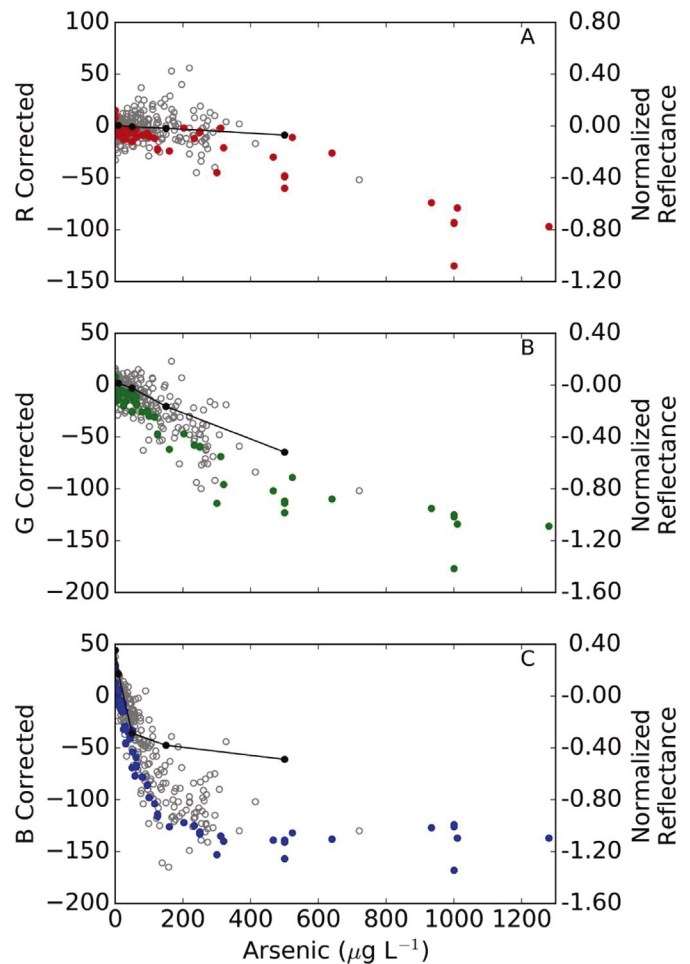 A
100
50
0
−50
−100
−150
R Corrected
0.80
0.40
0.00
-0.40
-0.80
-1.20
Normalized
Reflectance
B
50
0
−50
−100
−150
−200
G Corrected
0.40
-0.00
-0.40
-0.80
-1.20
-1.60
Normalized
Reflectance
C
50
0
−50
−100
−150
−200
B Corrected
0.40
-0.00
-0.40
-0.80
-1.20
-1.60
Normalized
Reflectance
0 200 400 600 800 1000 1200
Arsenic (μg L⁻¹)